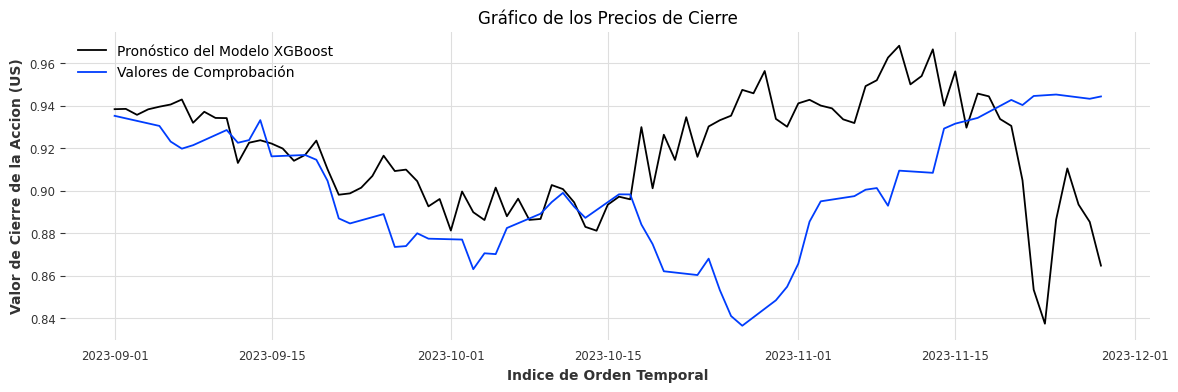 Gráfico de los Precios de Cierre
Pronóstico del Modelo XGBoost
Valores de Comprobación
Valor de Cierre de la Accion (US)
0.96
0.94
0.92
0.90
0.88
0.86
0.84
2023-09-01 2023-09-15 2023-10-01 2023-10-15 2023-11-01 2023-11-15 2023-12-01
Indice de Orden Temporal